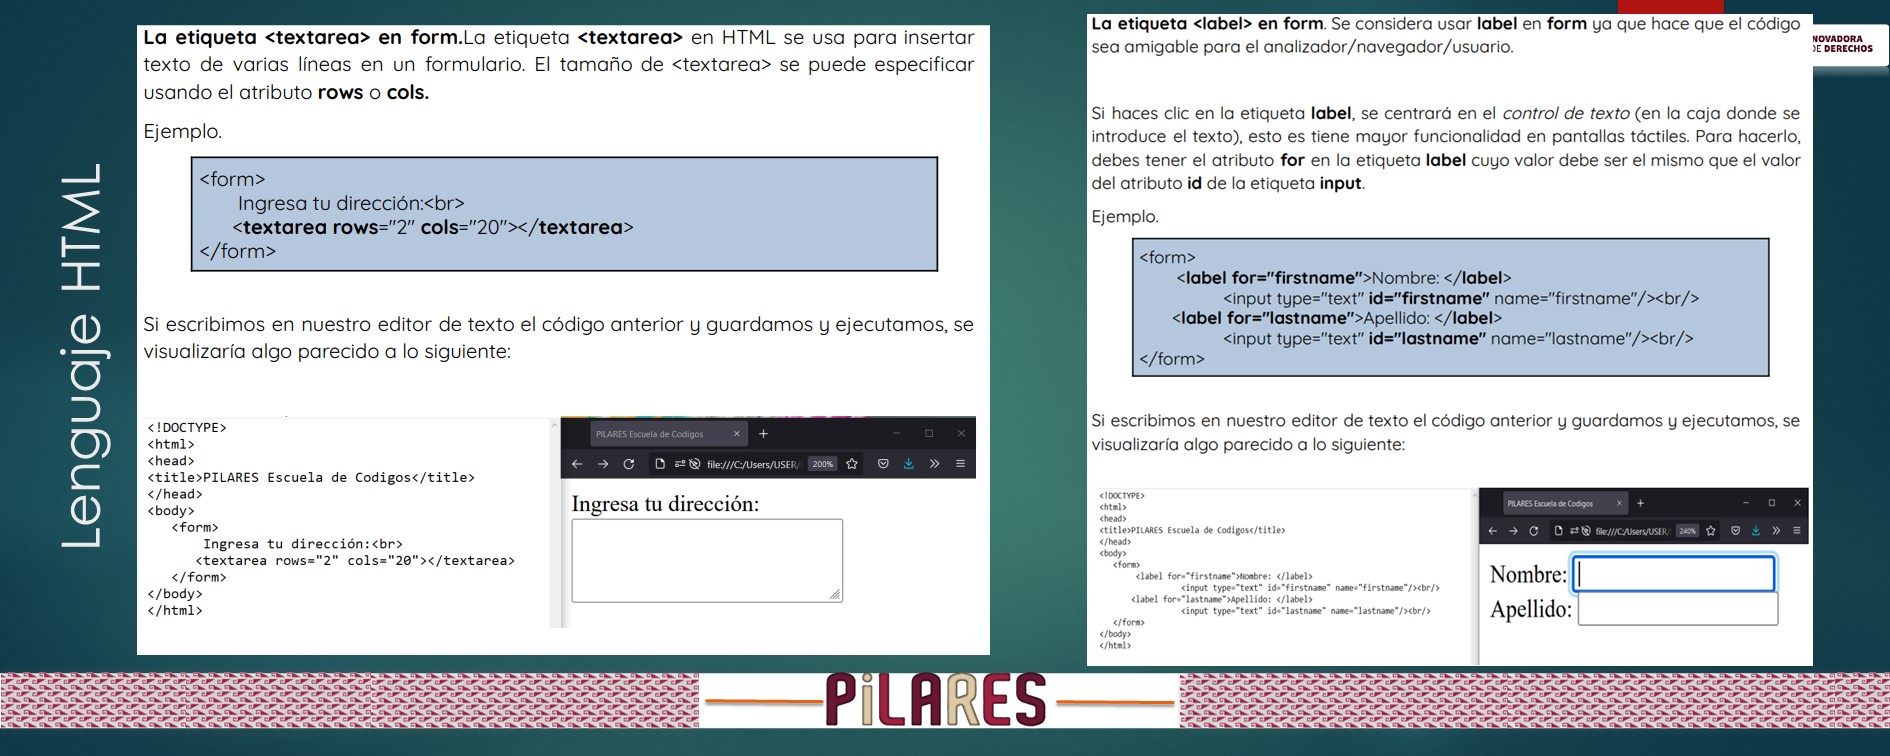 Lenguaje HTML
La etiqueta <textarea> en form.La etiqueta <textarea> en HTML se usa para insertar
texto de varias líneas en un formulario. El tamaño de <textarea> se puede especificar
usando el atributo rows o cols.
Ejemplo.
<form>
Ingresa tu dirección:<br>
<textarea rows="2" cols="20"></textarea>
</form>
Si escribimos en nuestro editor de texto el código anterior y guardamos y ejecutamos, se
visualizaría algo parecido a lo siguiente:
<!DOCTYPE>
<html>
<head>
<title>PILARES Escuela de Codigos</title>
</head>
<body>
<form>
Ingresa tu dirección:<br>
<textarea rows="2" cols="20"></textarea>
</form>
</body>
</html>
PILARES Escuela de Codigos
file:///C:/Users/USER/
200%
Ingresa tu dirección:
La etiqueta <label> en form. Se considera usar label en form ya que hace que el código
sea amigable para el analizador/navegador/usuario.
Si haces clic en la etiqueta label, se centrará en el control de texto (en la caja donde se
introduce el texto), esto es tiene mayor funcionalidad en pantallas táctiles. Para hacerlo,
debes tener el atributo for en la etiqueta label cuyo valor debe ser el mismo que el valor
del atributo id de la etiqueta input.
Ejemplo.
<form>
<label for="firstname">Nombre: </label>
<input type="text" id="firstname" name="firstname"/><br/>
<label for="lastname">Apellido: </label>
<input type="text" id="lastname" name="lastname"/><br/>
</form>
Si escribimos en nuestro editor de texto el código anterior y guardamos y ejecutamos, se
visualizaría algo parecido a lo siguiente:
<!DOCTYPE>
<html>
<head>
<title>PILARES Escuela de Codigos</title>
</head>
<body>
<form>
<label for="firstname">Nombre: </label>
<input type="text" id="firstname" name="firstname"/><br/>
<label for="lastname">Apellido: </label>
<input type="text" id="lastname" name="lastname"/><br/>
</form>
</body>
</html>
PILARES Escuela de Codigos
file:///C:/Users/USER/
240%
Nombre:
Apellido:
NOVADORA
DE DERECHOS
PiLARES